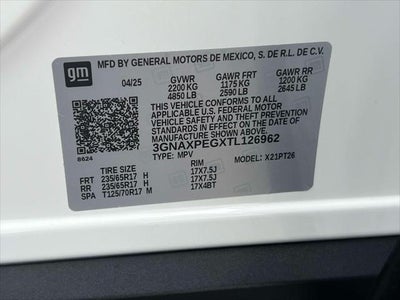 gm
MFD BY GENERAL MOTORS DE MEXICO, S. DE R.L. DE C.V.
04/25 GVWR GAWR FRT GAWR RR
2200 KG 1175 KG 1200 KG
4850 LB 2590 LB 2645 LB
THIS VEHICLE CONFORMS TO ALL
APPLICABLE U.S. FEDERAL MOTOR
VEHICLE SAFETY BUMPER AND THEFT
PREVENTION STANDARDS IN EFFECT
ON THE DATE OF
MANUFACTURE SHOWN ABOVE.
3GNAXPEGXTL126962
TYPE: MPV MODEL: X21PT26
8624
TIRE SIZE RIM
FRT 235/65R17 H 17X7.5J
RR 235/65R17 H 17X7.5J
SPA T125/70R17 M 17X4BT